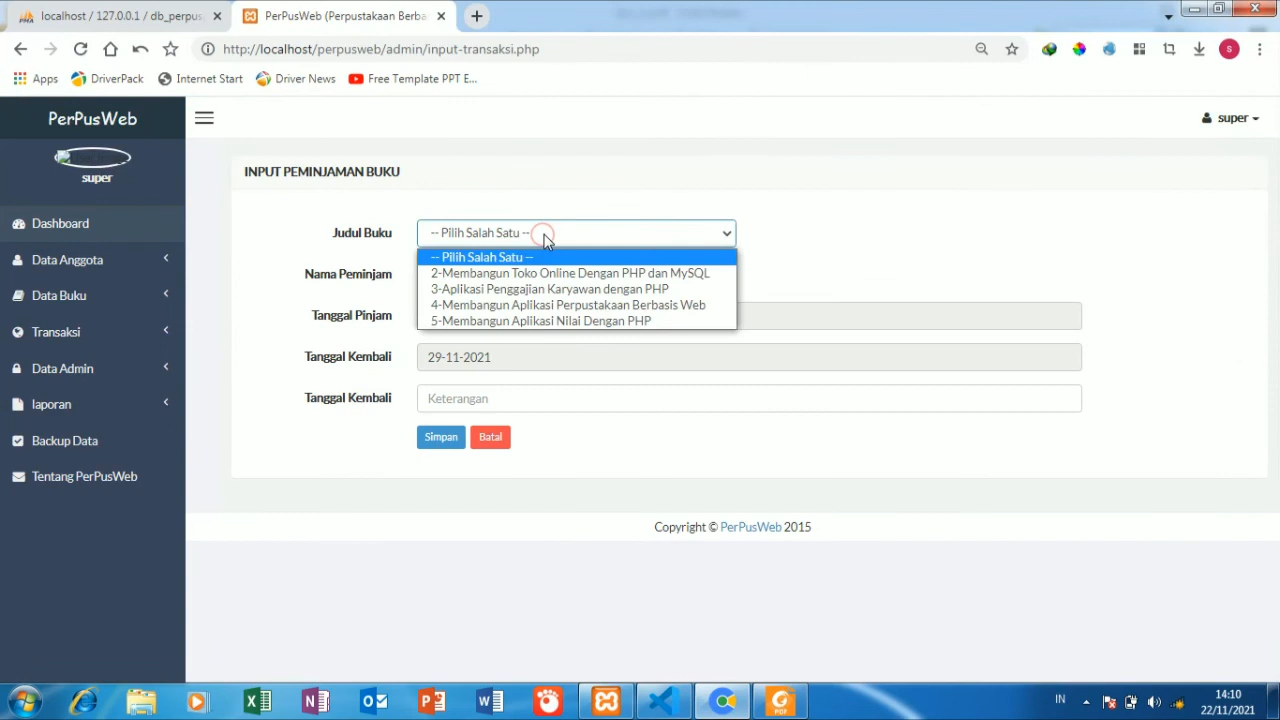 localhost / 127.0.0.1 / db_perpus
PerPusWeb (Perpustakaan Berba
http://localhost/perpusweb/admin/input-transaksi.php
S
Apps
DriverPack
Internet Start
Driver News
Free Template PPT E...
PerPusWeb
super
super
INPUT PEMINJAMAN BUKU
Dashboard
Data Anggota
Data Buku
Transaksi
Data Admin
laporan
Backup Data
Tentang PerPusWeb
Judul Buku
-- Pilih Salah Satu --
-- Pilih Salah Satu --
2-Membangun Toko Online Dengan PHP dan MySQL
3-Aplikasi Penggajian Karyawan dengan PHP
4-Membangun Aplikasi Perpustakaan Berbasis Web
5-Membangun Aplikasi Nilai Dengan PHP
Nama Peminjam
Tanggal Pinjam
Tanggal Kembali
29-11-2021
Tanggal Kembali
Keterangan
Simpan
Batal
Copyright © PerPusWeb 2015
IN
14:10
22/11/2021